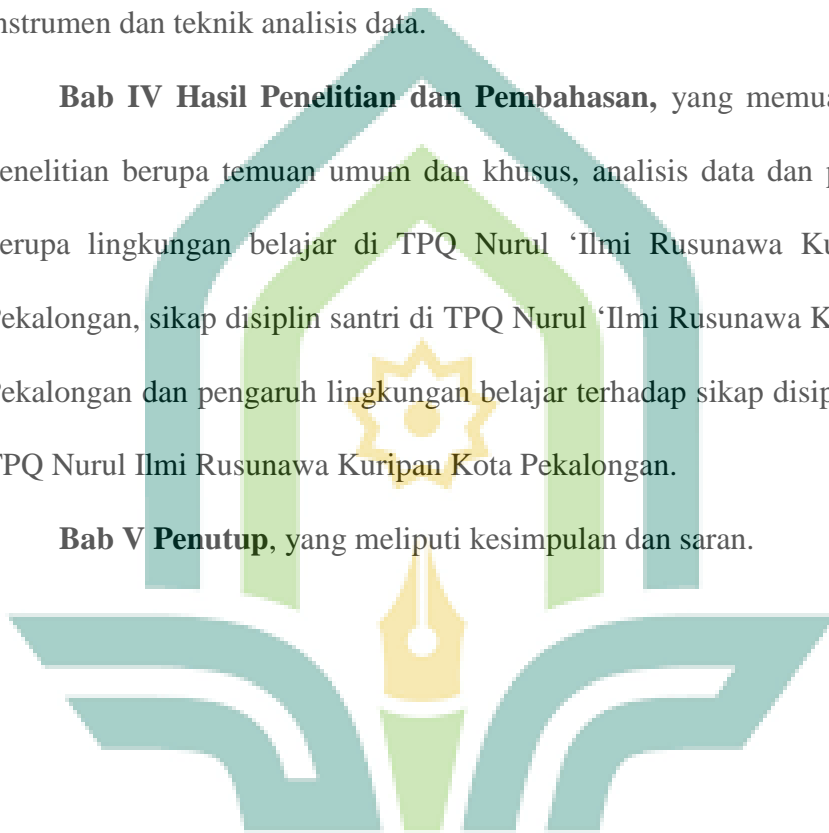 nstrumen dan teknik analisis data.
Bab IV Hasil Penelitian dan Pembahasan, yang memua
enelitian berupa temuan umum dan khusus, analisis data dan p
erupa lingkungan belajar di TPQ Nurul ‘Ilmi Rusunawa Ku
ekalongan, sikap disiplin santri di TPQ Nurul ‘Ilmi Rusunawa K
ekalongan dan pengaruh lingkungan belajar terhadap sikap disip
TPQ Nurul Ilmi Rusunawa Kuripan Kota Pekalongan.
Bab V Penutup, yang meliputi kesimpulan dan saran.